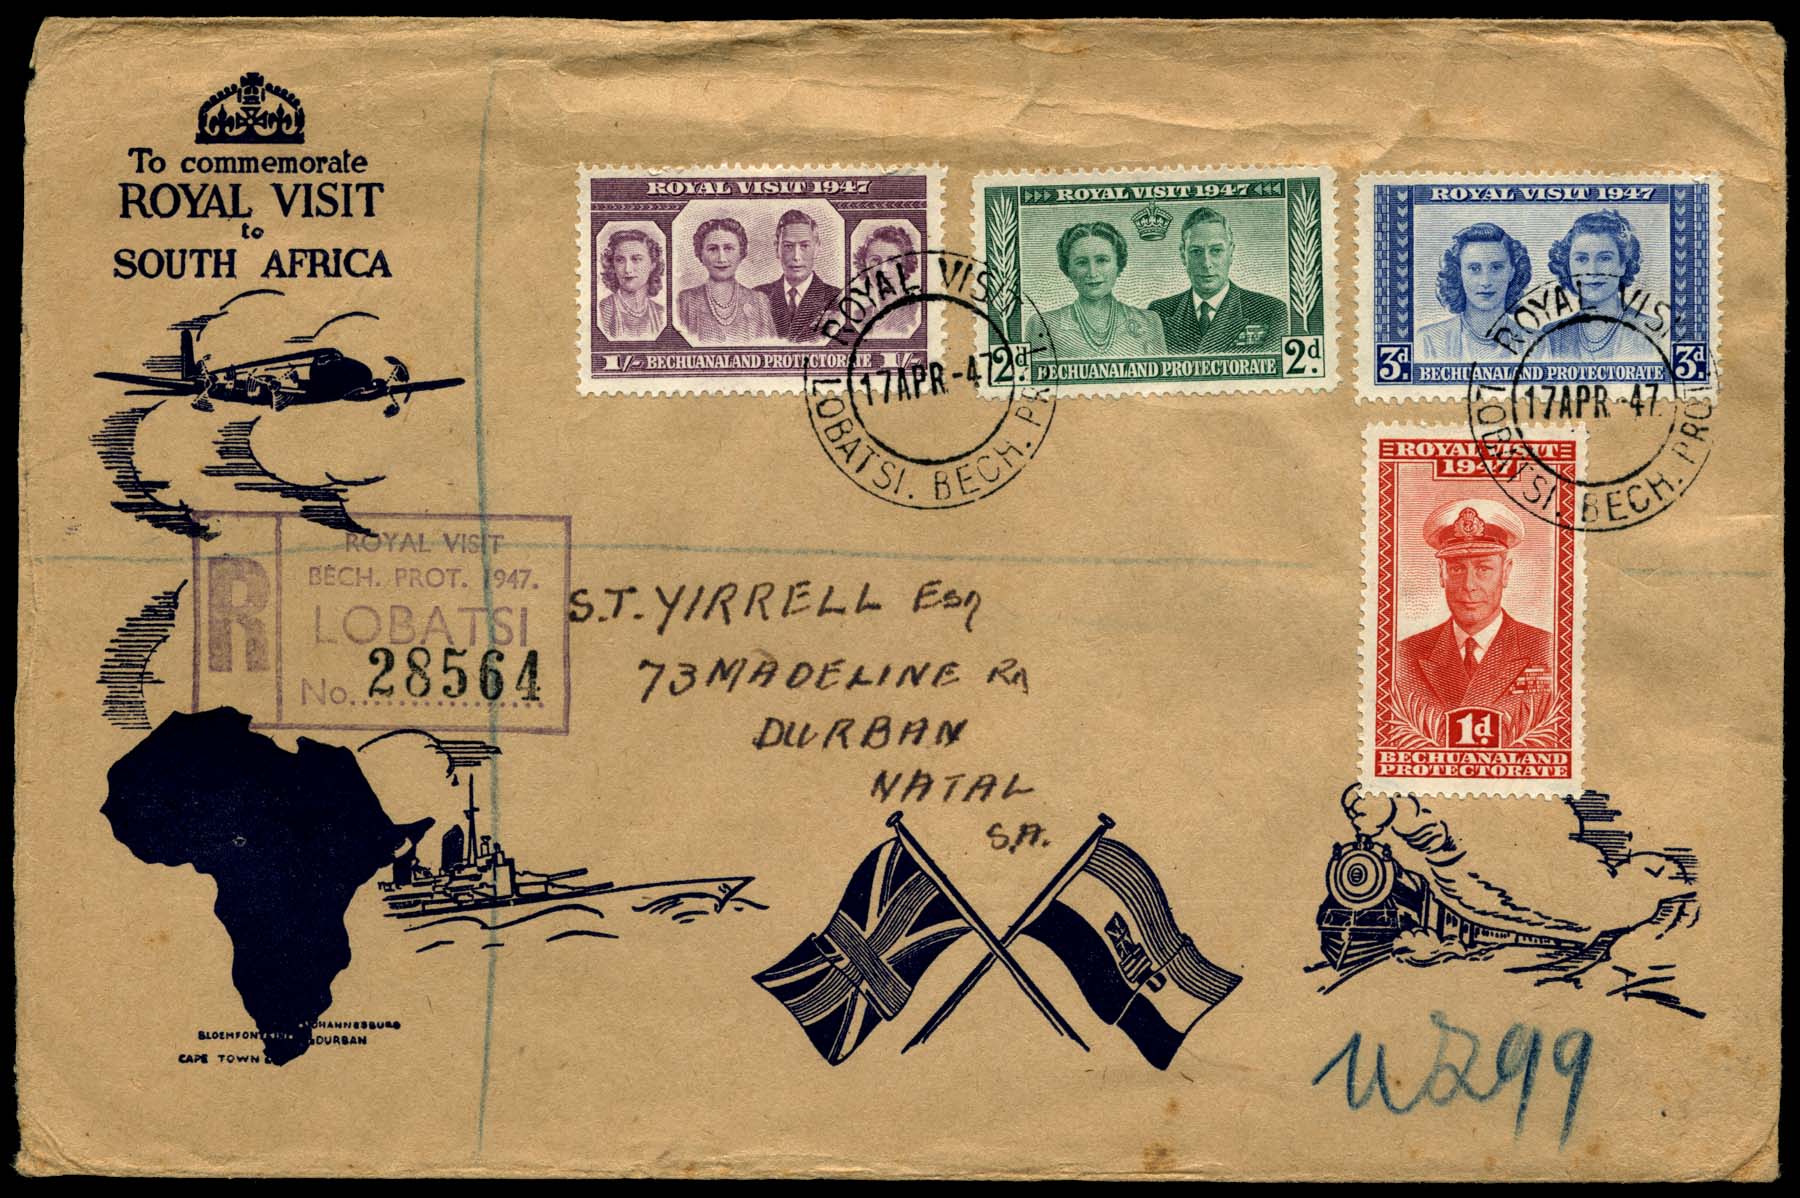 To commemorate
ROYAL VISIT
to
SOUTH AFRICA
ROYAL VISIT 1947
1/- BECHUANALAND PROTECTORATE 1/-
ROYAL VISIT 1947
2d. BECHUANALAND PROTECTORATE 2d.
ROYAL VISIT 1947
3d. BECHUANALAND PROTECTORATE 3d.
ROYAL VISIT
17 APR -47
LOBATSI. BECH. PROT.
ROYAL VISIT
17 APR -47
LOBATSI. BECH. PROT.
ROYAL VISIT
1947
1d.
BECHUANALAND
PROTECTORATE
R
ROYAL VISIT
BECH. PROT. 1947.
LOBATSI
No. 28564
S.T. YIRRELL Esq
73 MADELINE Rd
DURBAN
NATAL
S.A.
JOHANNESBURG
BLOEMFONTEIN
DURBAN
CAPE TOWN